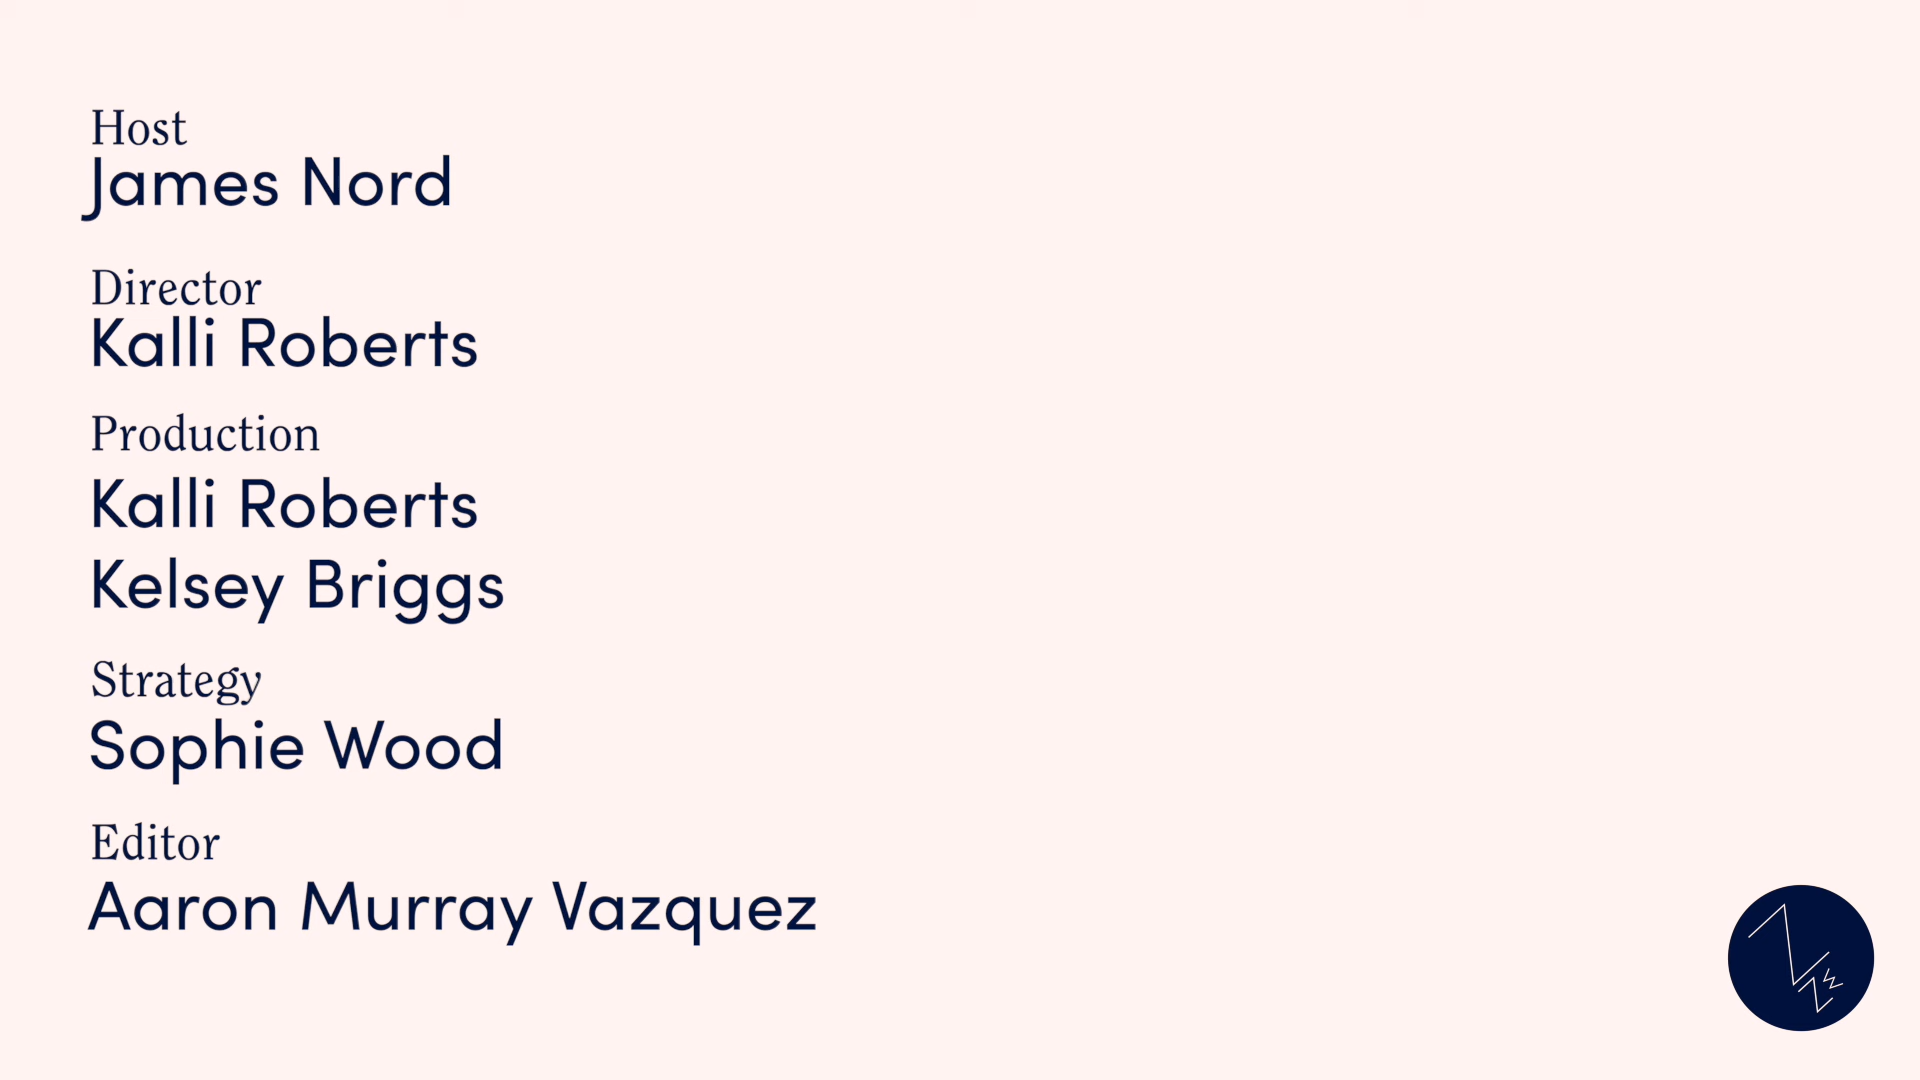 Host
James Nord
Director
Kalli Roberts
Production
Kalli Roberts
Kelsey Briggs
Strategy
Sophie Wood
Editor
Aaron Murray Vazquez